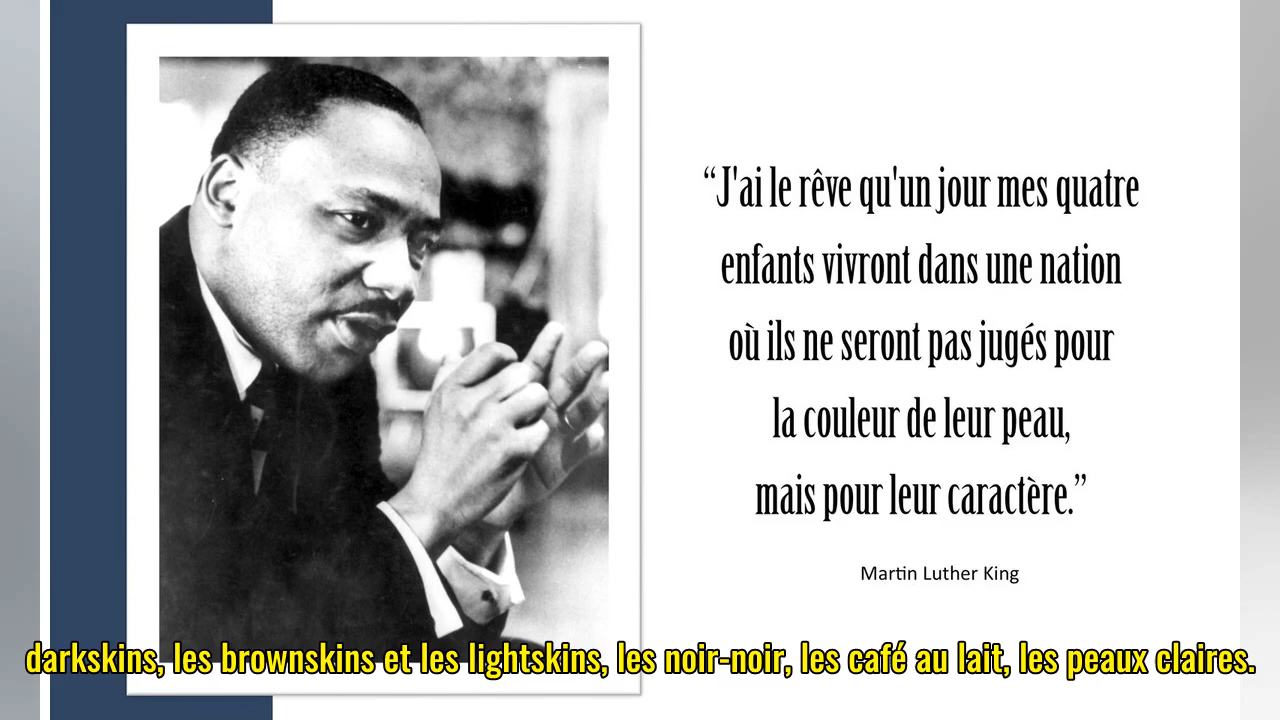 “J'ai le rêve qu'un jour mes quatre
enfants vivront dans une nation
où ils ne seront pas jugés pour
la couleur de leur peau,
mais pour leur caractère.”
Martin Luther King
darkskins, les brownskins et les lightskins, les noir-noir, les café au lait, les peaux claires.